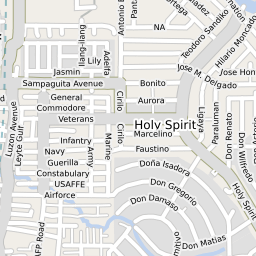 Antonio D
Portega
Valdez
NA
Teodoro Sandiko
Hilario Moncado
Ilang-Ilang
Adelfa
Lily
Jasmin
Bonito
Jose M. Delgado
Jose Hon
Sampaguita Avenue
General
Cirilo
Aurora
Commodore
Veterans
Holy Spirit
Marcelino
Infantry
Navy
Faustino
Guerilla
Constabulary
Doña Isadora
USAFFE
Airforce
Don Gregorio
Don Damaso
Don Matias
Luzon Avenue
Leyte Gulf
Army
Marine
Cirilo
Ligaya
Paraluman
Don Renato
Don Wilfredo
Holy Spirit
AFP Road